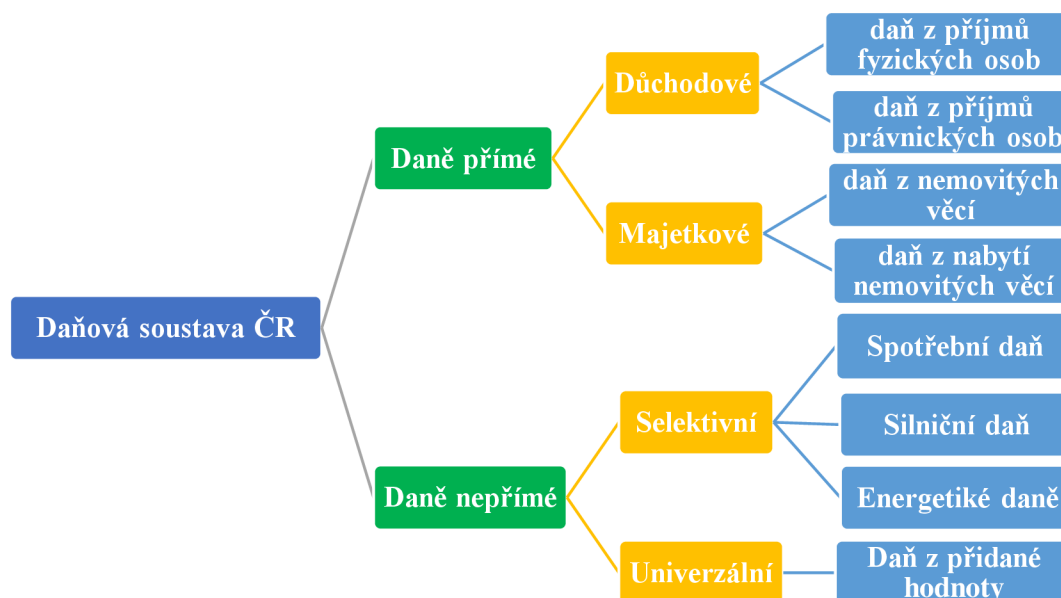 Daňová soustava ČR
Daně přímé
Důchodové
daň z příjmů
fyzických osob
daň z příjmů
právnických osob
Majetkové
daň z nemovitých
věcí
daň z nabytí
nemovitých věcí
Daně nepřímé
Selektivní
Spotřební daň
Silniční daň
Energetiké daně
Univerzální
Daň z přidané
hodnoty